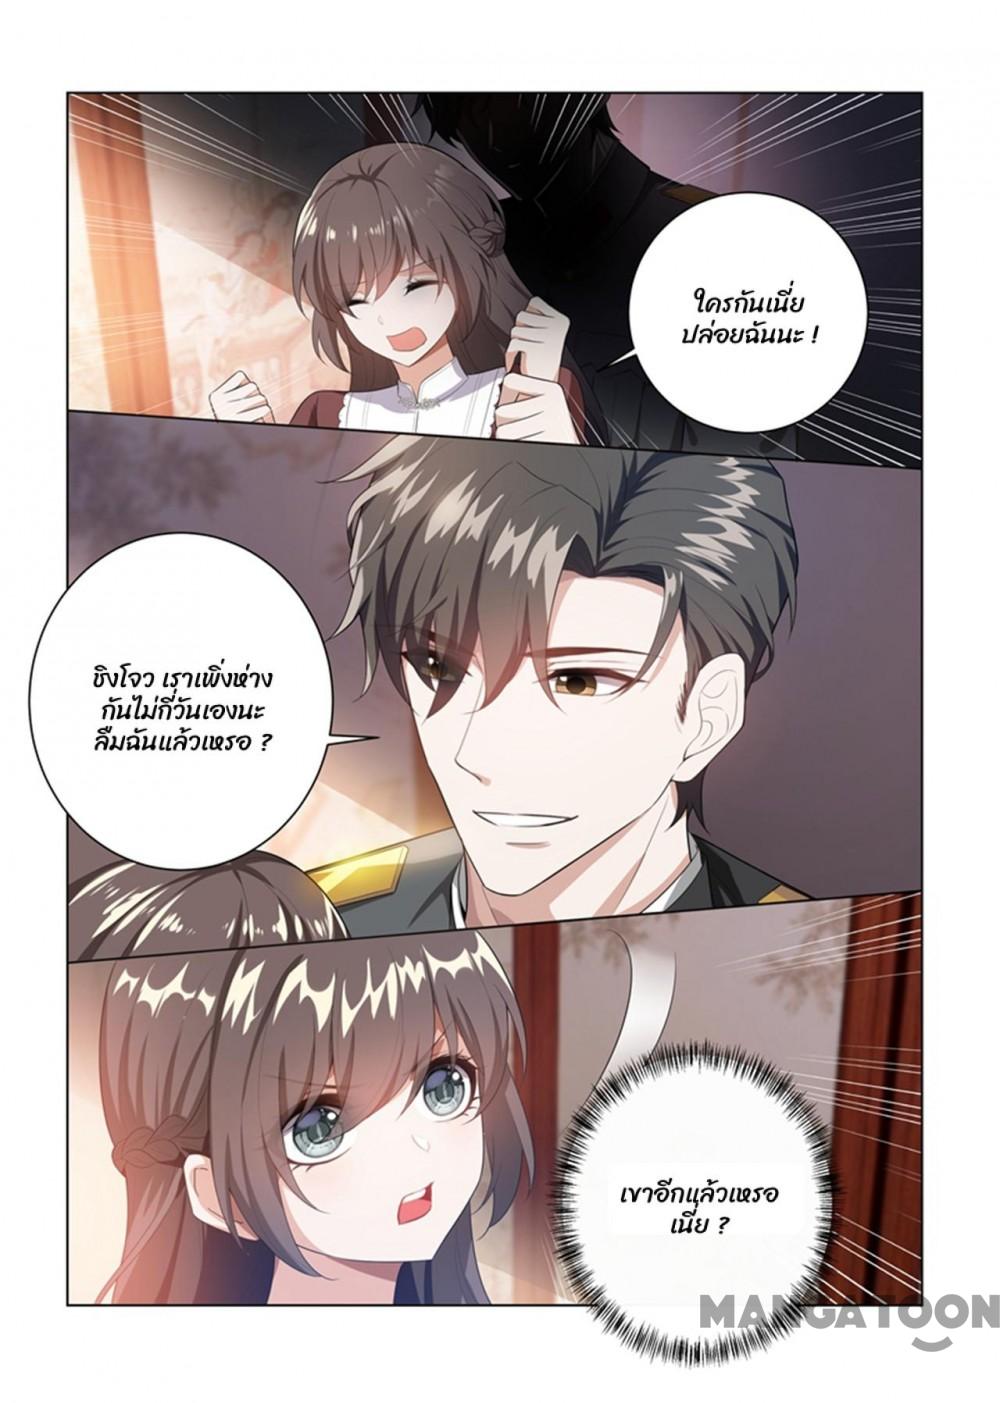 ใครกันเนี่ย
ปล่อยฉันนะ !
ชิงโจว เราเพิ่งห่าง
กันไม่กี่วันเองนะ
ลืมฉันแล้วเหรอ ?
เขาอีกแล้วเหรอ
เนี่ย ?
MANGATOON